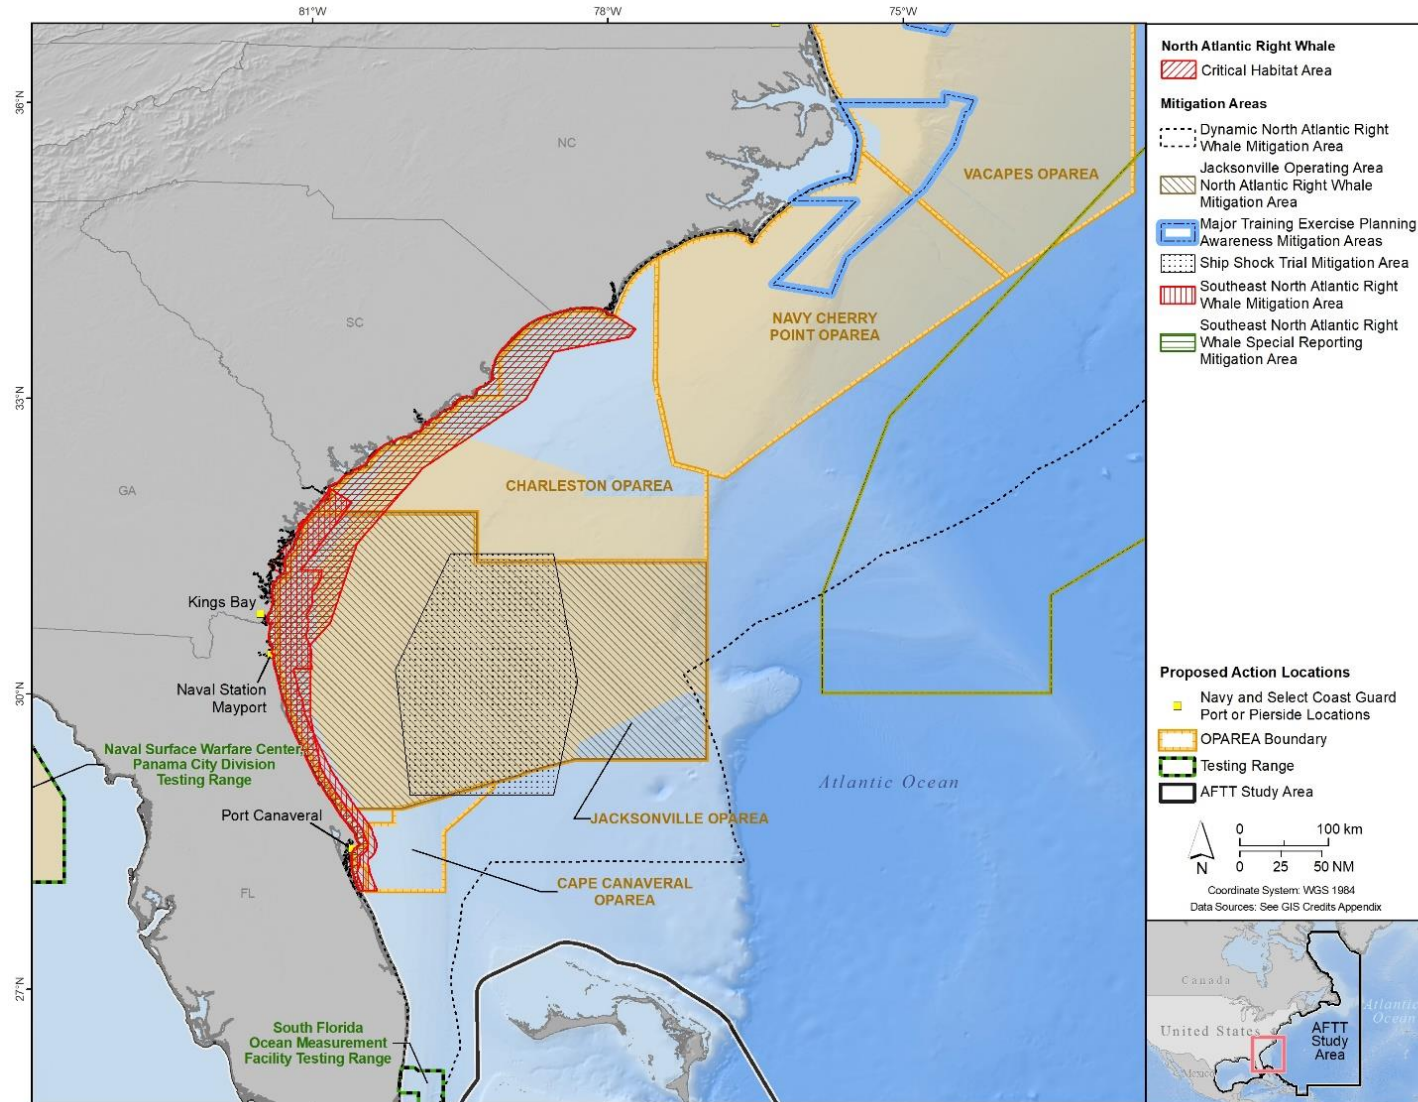 81°W
78°W
75°W
36°N
33°N
30°N
27°N
NC
SC
GA
FL
VACAPES OPAREA
NAVY CHERRY
POINT OPAREA
CHARLESTON OPAREA
Kings Bay
Naval Station
Mayport
Naval Surface Warfare Center,
Panama City Division
Testing Range
Port Canaveral
JACKSONVILLE OPAREA
Atlantic Ocean
CAPE CANAVERAL
OPAREA
South Florida
Ocean Measurement
Facility Testing Range
North Atlantic Right Whale
Critical Habitat Area
Mitigation Areas
Dynamic North Atlantic Right
Whale Mitigation Area
Jacksonville Operating Area
North Atlantic Right Whale
Mitigation Area
Major Training Exercise Planning
Awareness Mitigation Areas
Ship Shock Trial Mitigation Area
Southeast North Atlantic Right
Whale Mitigation Area
Southeast North Atlantic Right
Whale Special Reporting
Mitigation Area
Proposed Action Locations
Navy and Select Coast Guard
Port or Pierside Locations
OPAREA Boundary
Testing Range
AFTT Study Area
N
0 100 km
0 25 50 NM
Coordinate System: WGS 1984
Data Sources: See GIS Credits Appendix
Canada
United States
Mexico
Atlantic
Ocean
AFTT
Study
Area